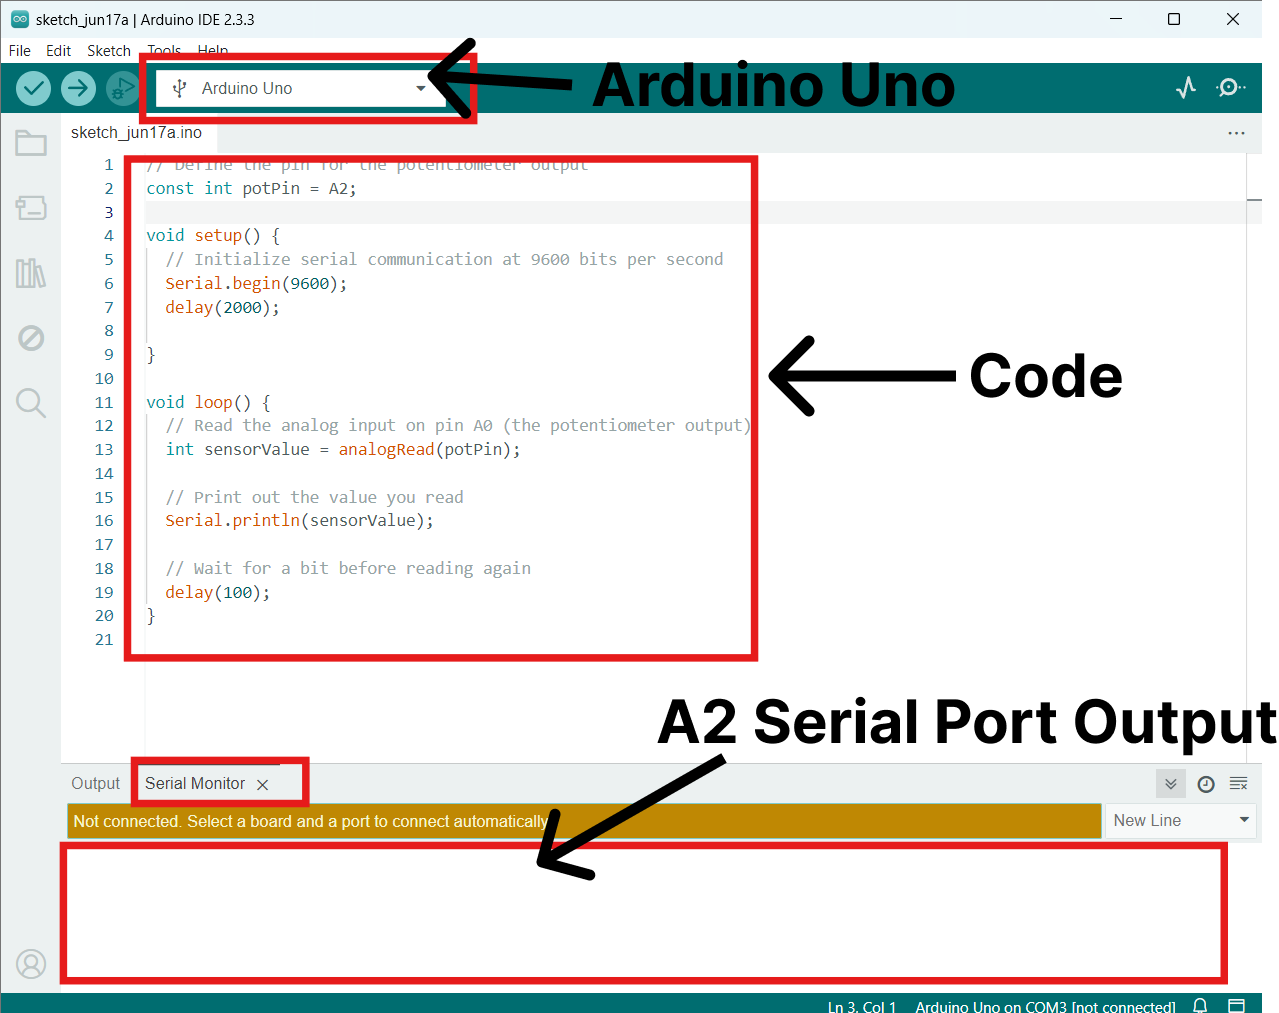 sketch_jun17a | Arduino IDE 2.3.3
File Edit Sketch Tools Help
Arduino Uno
Arduino Uno
sketch_jun17a.ino
1 // Define the pin for the potentiometer output
2 const int potPin = A2;
3
4 void setup() {
5 // Initialize serial communication at 9600 bits per second
6 Serial.begin(9600);
7 delay(2000);
8
9 }
10
11 void loop() {
12 // Read the analog input on pin A0 (the potentiometer output)
13 int sensorValue = analogRead(potPin);
14
15 // Print out the value you read
16 Serial.println(sensorValue);
17
18 // Wait for a bit before reading again
19 delay(100);
20 }
21
Code
A2 Serial Port Output
Output Serial Monitor
Not connected. Select a board and a port to connect automatically.
New Line
Ln 3, Col 1 Arduino Uno on COM3 [not connected]